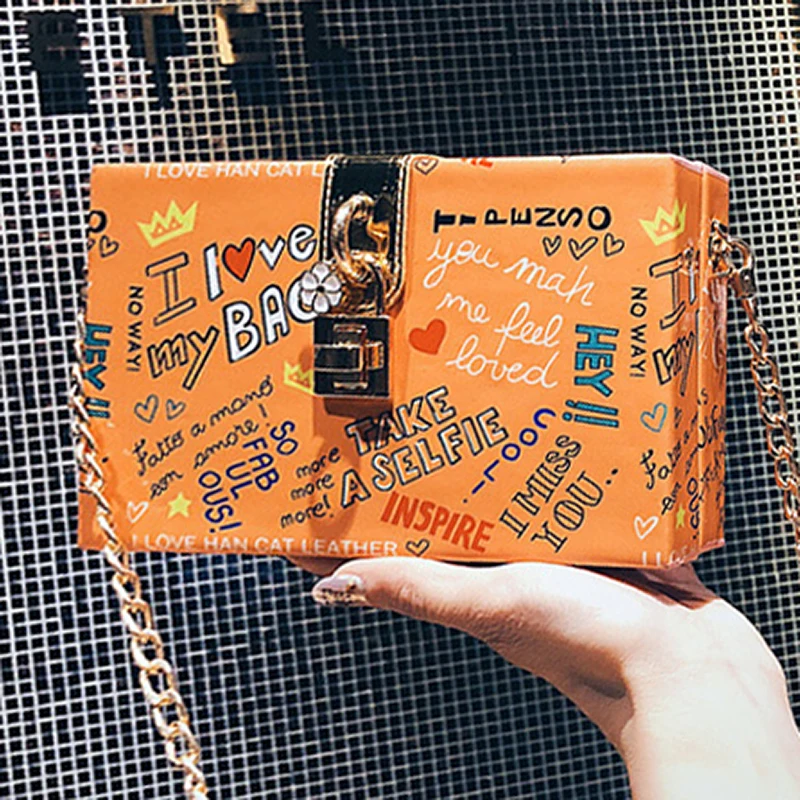 I LOVE HAN CAT L
TI PENSO
I love
my BAG
you mak
me feel
loved
NO WAY!
NO WAY!
HEY!!
HEY!!
Fatto a mano
con amore!
SO
FAB
UL
OUS!
more
more
more!
TAKE
A SELFIE
COOL!
I MISS
YOU..
INSPIRE
I LOVE HAN CAT LEATHER